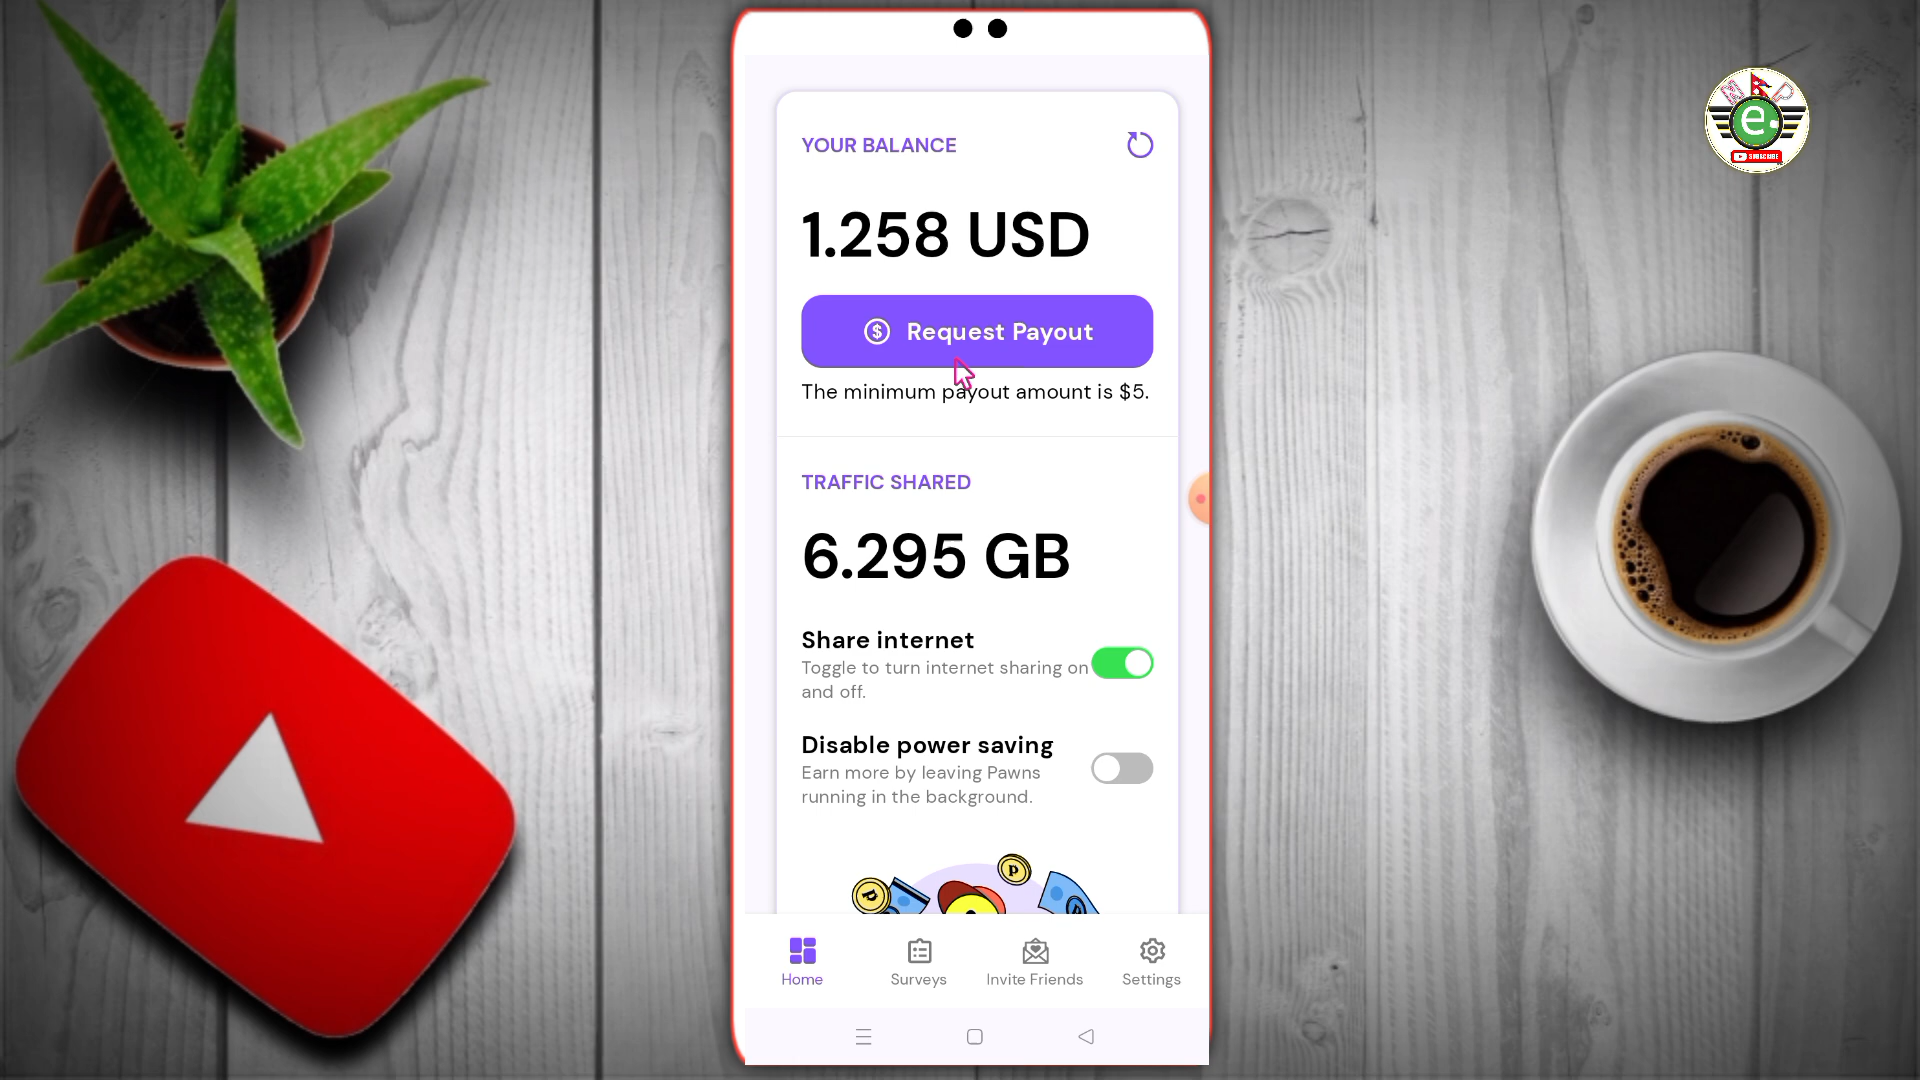 N P
e
SUBSCRIBE
YOUR BALANCE
1.258 USD
$ Request Payout
The minimum payout amount is $5.
TRAFFIC SHARED
6.295 GB
Share internet
Toggle to turn internet sharing on
and off.
Disable power saving
Earn more by leaving Pawns
running in the background.
Home
Surveys
Invite Friends
Settings